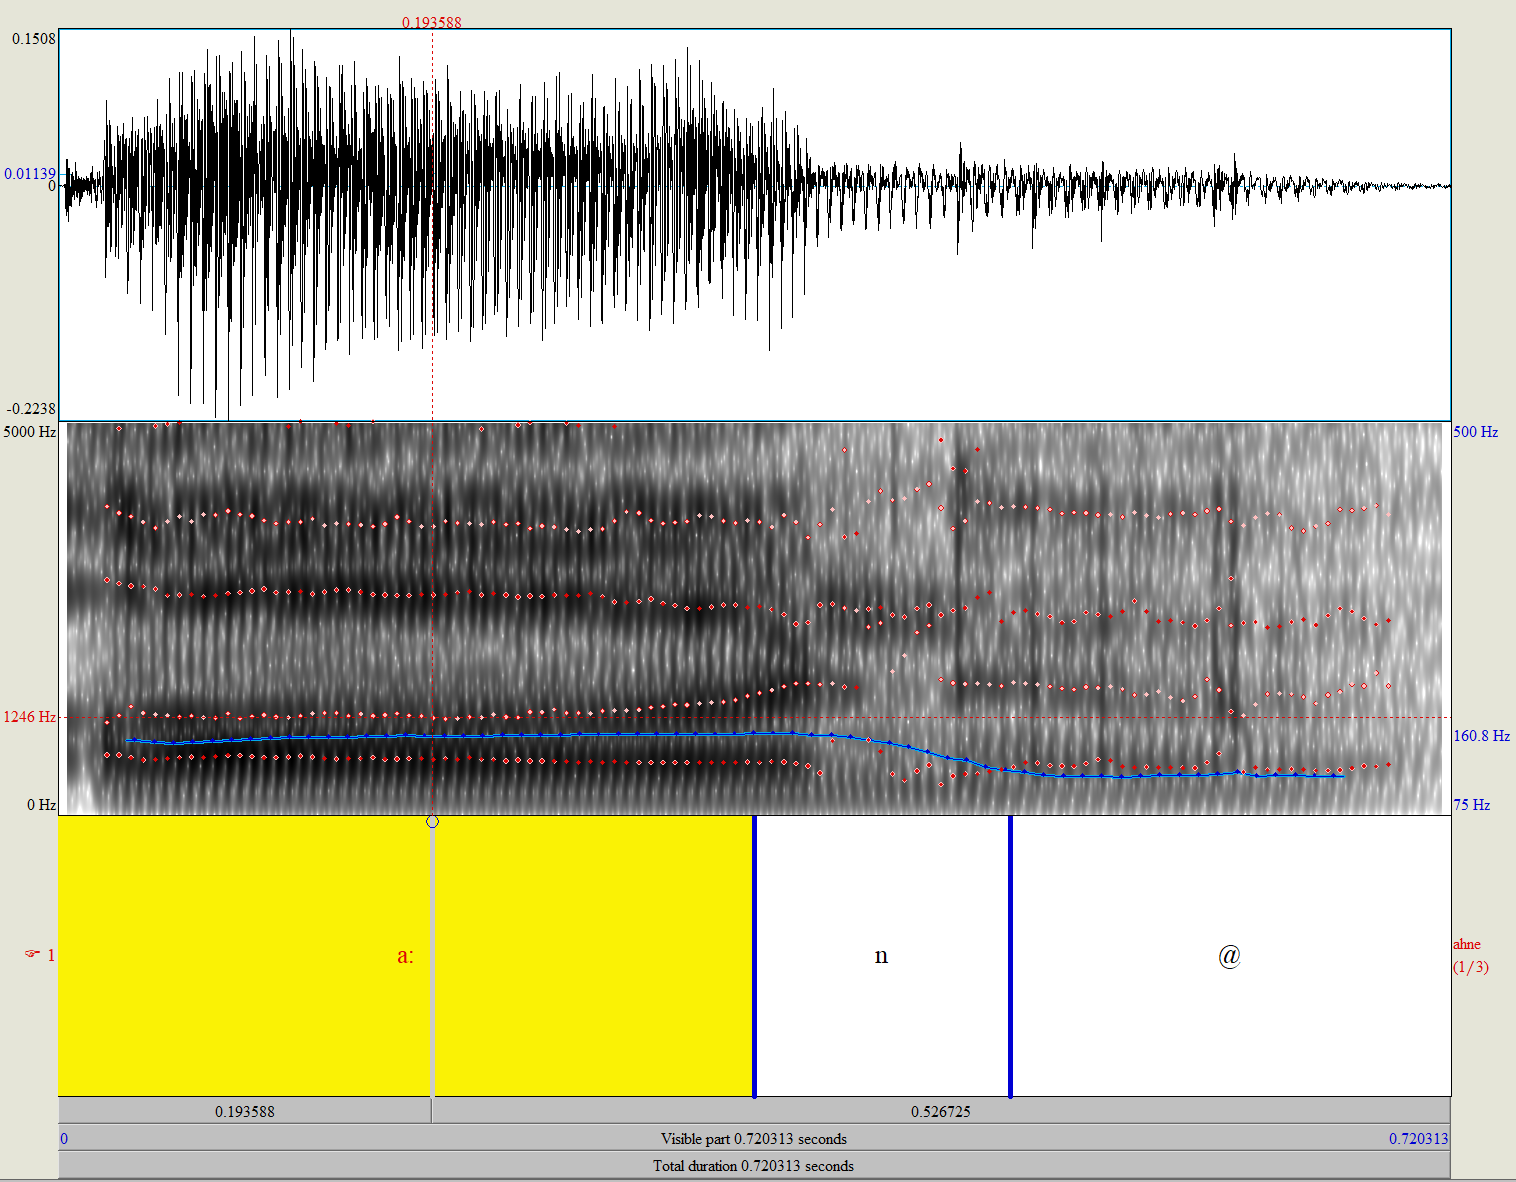 0.193588
0.1508
0.01139
0
-0.2238
5000 Hz
500 Hz
1246 Hz
160.8 Hz
0 Hz
75 Hz
☞ 1
a:
n
@
ahne
(1/3)
0.193588
0.526725
0
Visible part 0.720313 seconds
0.720313
Total duration 0.720313 seconds